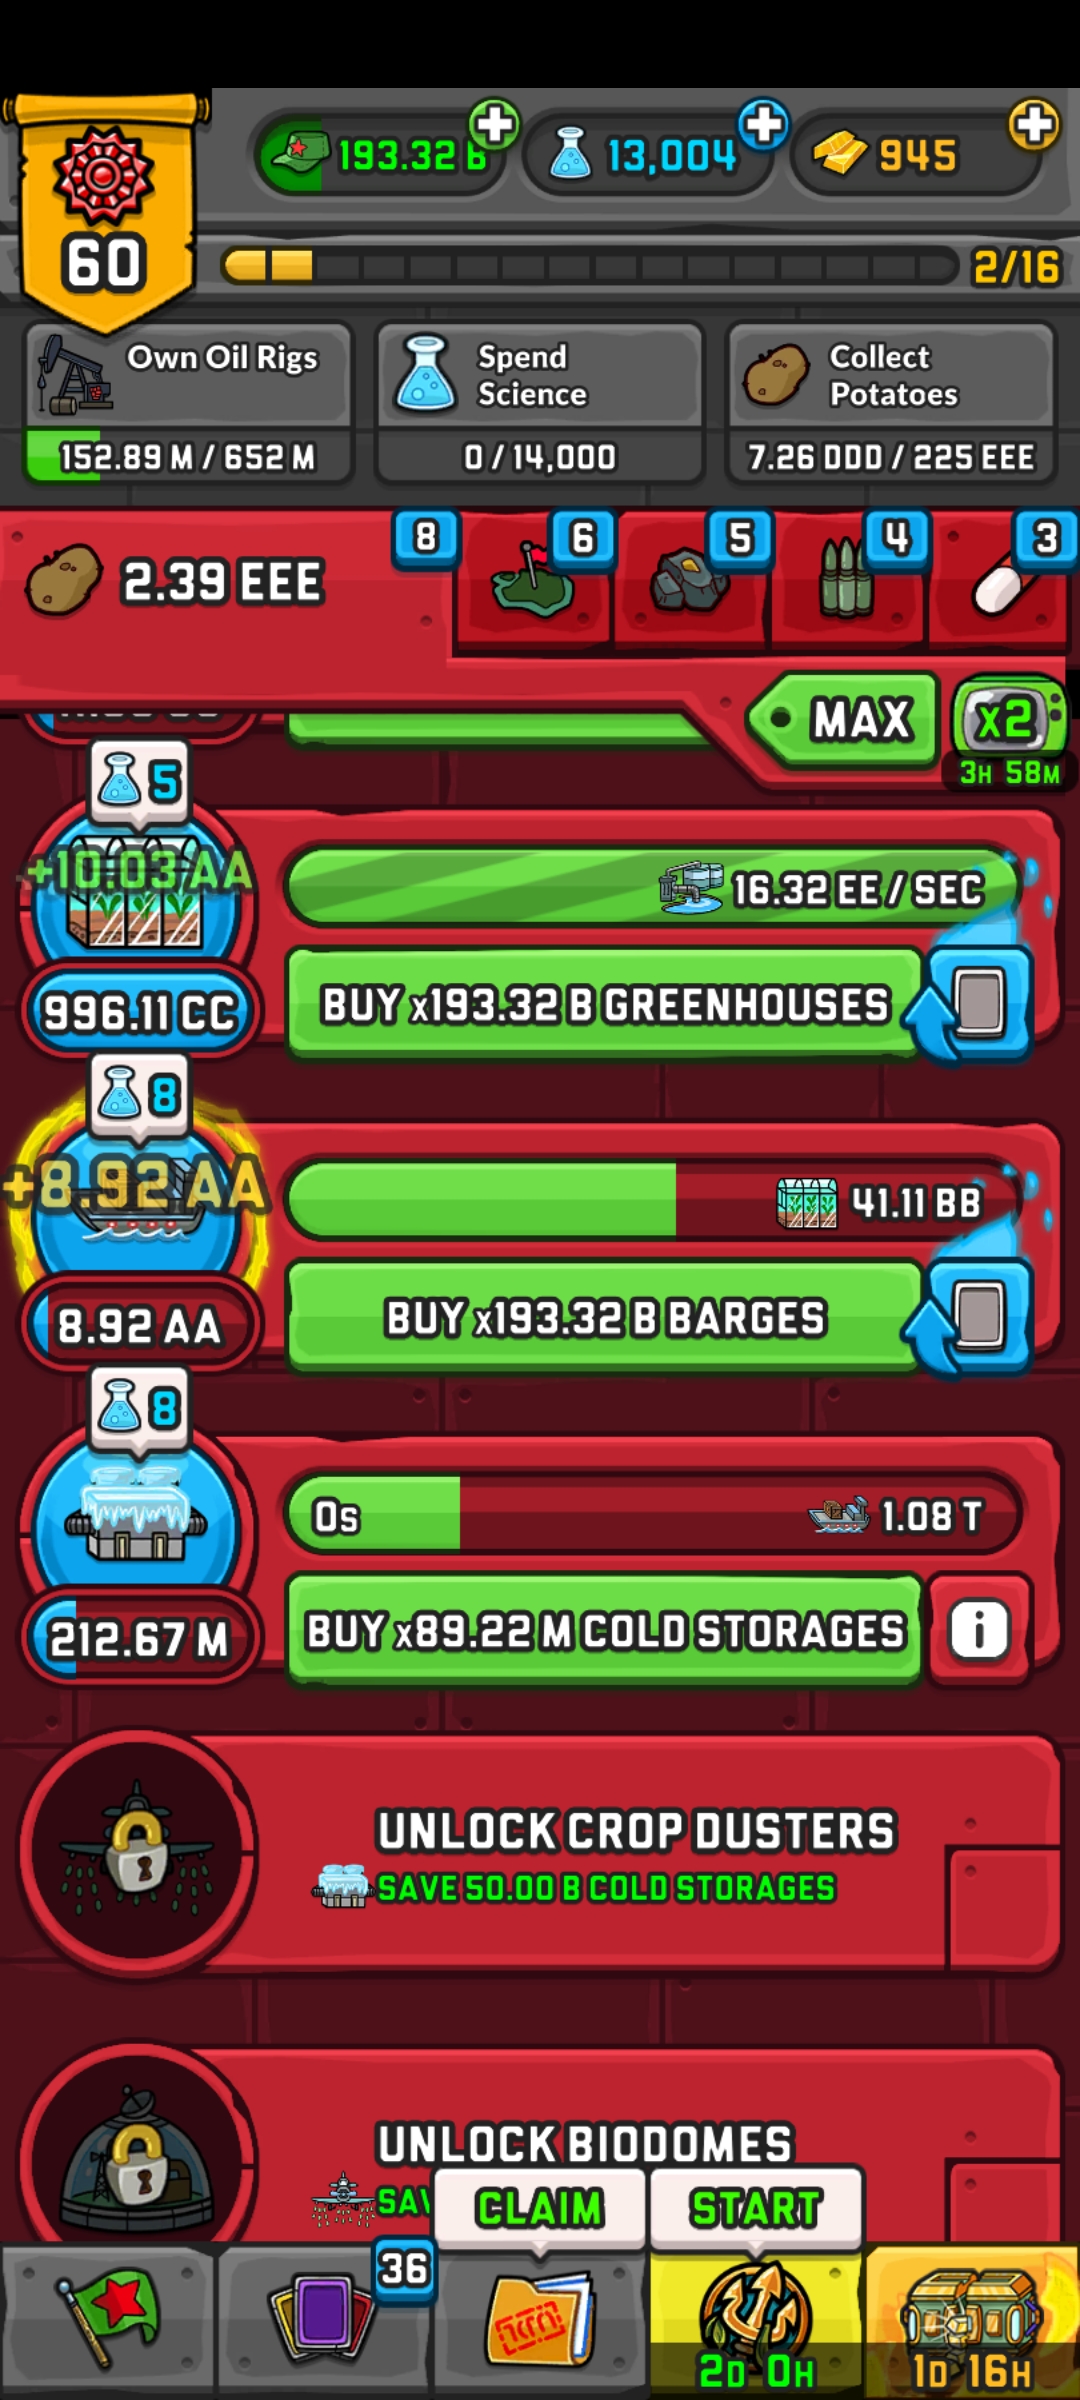 193.32 B
13,004
945
60
2/16
Own Oil Rigs
152.89 M / 652 M
Spend
Science
0 / 14,000
Collect
Potatoes
7.26 DDD / 225 EEE
2.39 EEE
8
6
5
4
3
MAX
x2
3H 58M
5
+10.03 AA
16.32 EE / SEC
996.11 CC
BUY x193.32 B GREENHOUSES
8
+8.92 AA
41.11 BB
8.92 AA
BUY x193.32 B BARGES
8
0s
1.08 T
212.67 M
BUY x89.22 M COLD STORAGES
i
UNLOCK CROP DUSTERS
SAVE 50.00 B COLD STORAGES
UNLOCK BIODOMES
CLAIM
START
36
2D 0H
1D 16H